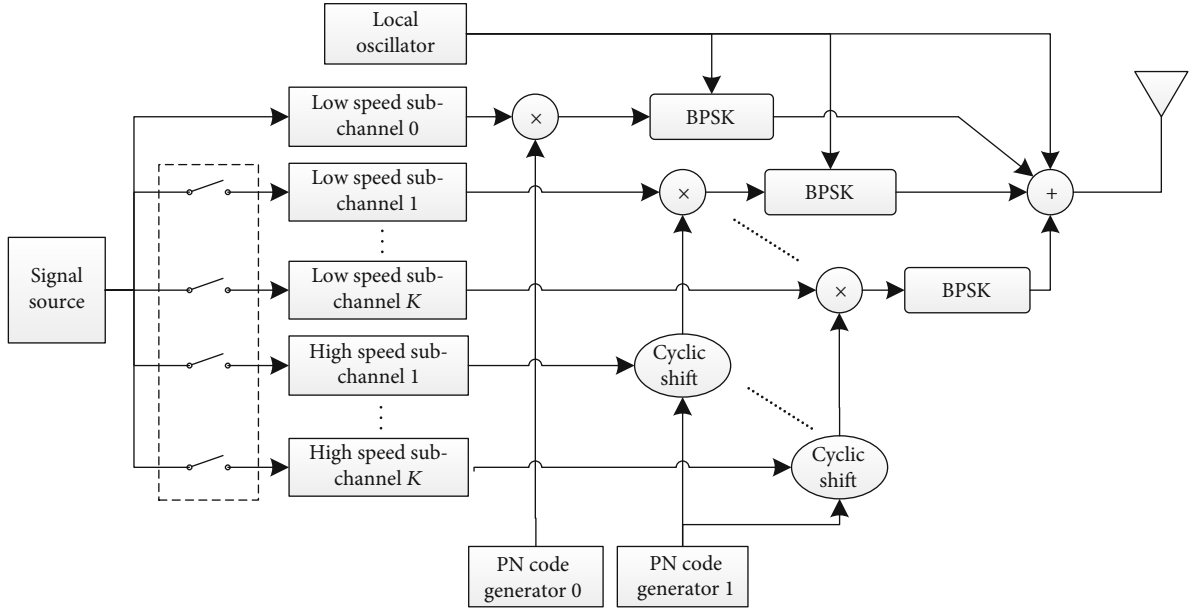 Local
oscillator
Low speed sub-
channel 0
×
BPSK
Low speed sub-
channel 1
×
BPSK
+
Signal
source
Low speed sub-
channel K
×
BPSK
High speed sub-
channel 1
Cyclic
shift
High speed sub-
channel K
Cyclic
shift
PN code
generator 0
PN code
generator 1